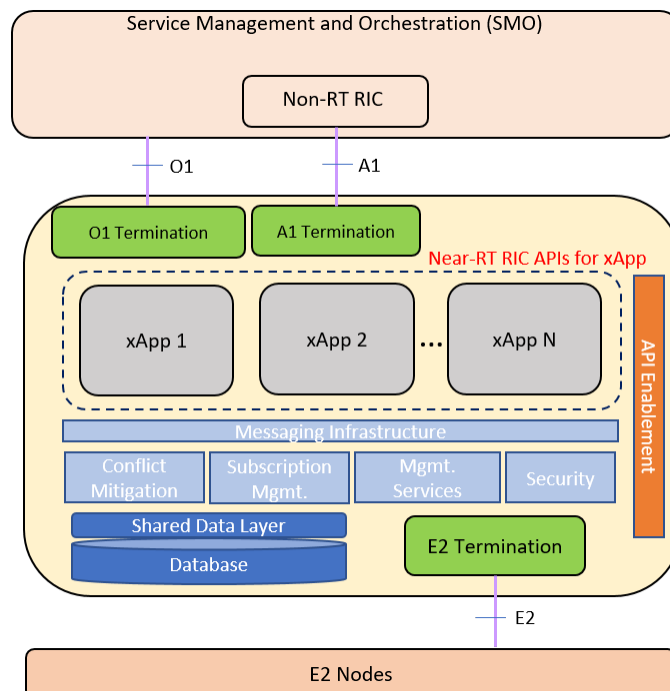 Service Management and Orchestration (SMO)
Non-RT RIC
O1
A1
O1 Termination
A1 Termination
Near-RT RIC APIs for xApp
xApp 1
xApp 2
...
xApp N
API Enablement
Messaging Infrastructure
Conflict
Mitigation
Subscription
Mgmt.
Mgmt.
Services
Security
Shared Data Layer
Database
E2 Termination
E2
E2 Nodes